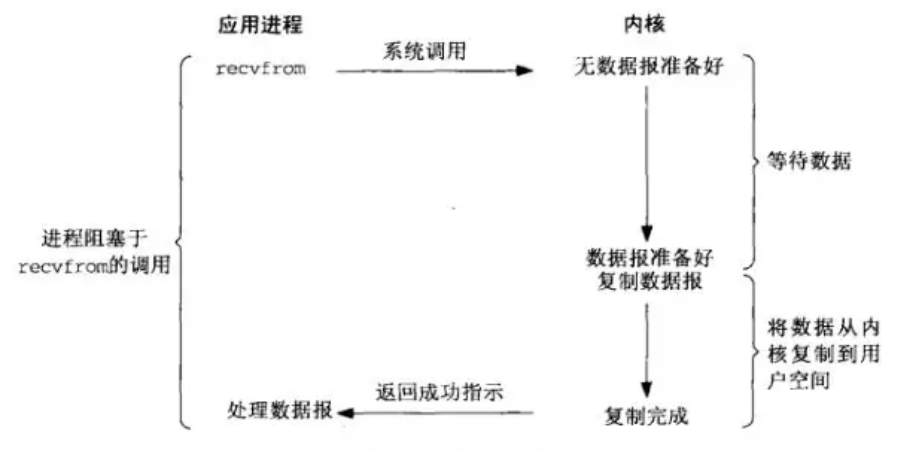 应用进程
内核
系统调用
recvfrom
无数据报准备好
等待数据
进程阻塞于
recvfrom的调用
数据报准备好
复制数据报
将数据从内
核复制到用
户空间
返回成功指示
处理数据报
复制完成